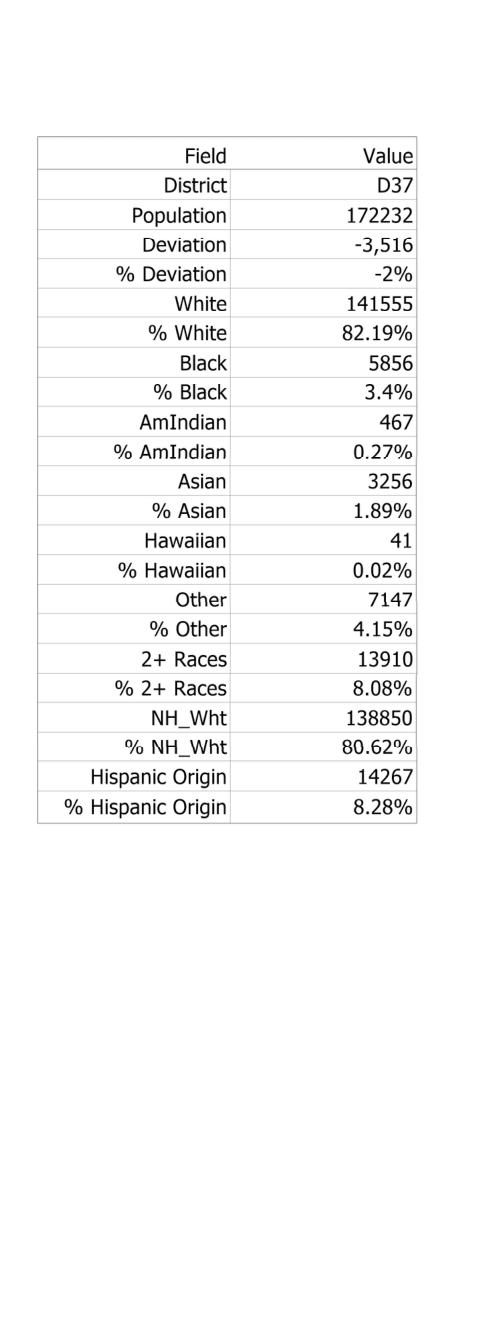 Field Value
District D37
Population 172232
Deviation -3,516
% Deviation -2%
White 141555
% White 82.19%
Black 5856
% Black 3.4%
AmIndian 467
% AmIndian 0.27%
Asian 3256
% Asian 1.89%
Hawaiian 41
% Hawaiian 0.02%
Other 7147
% Other 4.15%
2+ Races 13910
% 2+ Races 8.08%
NH_Wht 138850
% NH_Wht 80.62%
Hispanic Origin 14267
% Hispanic Origin 8.28%